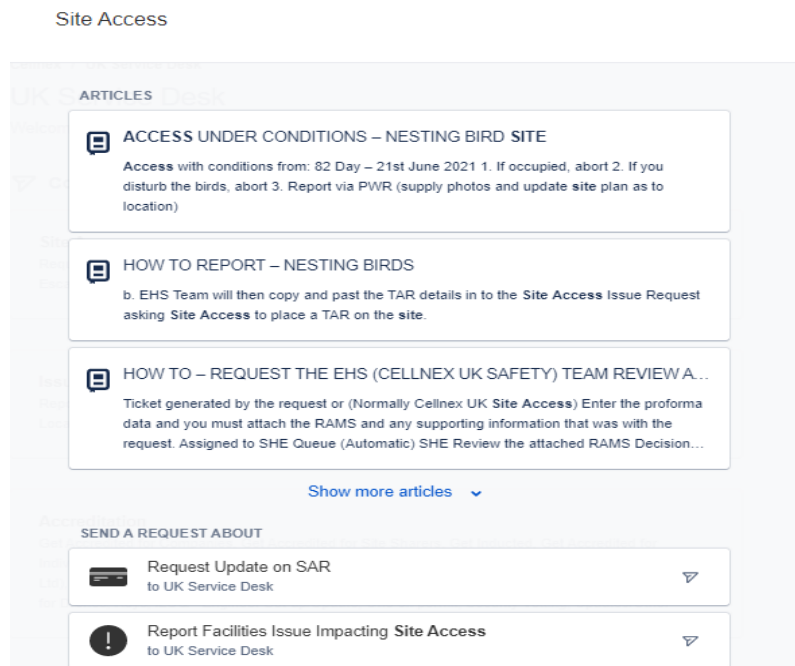 Site Access
UK Service Desk
ARTICLES
ACCESS UNDER CONDITIONS – NESTING BIRD SITE
Access with conditions from: 82 Day – 21st June 2021 1. If occupied, abort 2. If you
disturb the birds, abort 3. Report via PWR (supply photos and update site plan as to
location)
HOW TO REPORT – NESTING BIRDS
b. EHS Team will then copy and past the TAR details in to the Site Access Issue Request
asking Site Access to place a TAR on the site.
HOW TO – REQUEST THE EHS (CELLNEX UK SAFETY) TEAM REVIEW A...
Ticket generated by the request or (Normally Cellnex UK Site Access) Enter the proforma
data and you must attach the RAMS and any supporting information that was with the
request. Assigned to SHE Queue (Automatic) SHE Review the attached RAMS Decision...
Show more articles
Accreditation
SEND A REQUEST ABOUT
Request Update on SAR
to UK Service Desk
Report Facilities Issue Impacting Site Access
to UK Service Desk